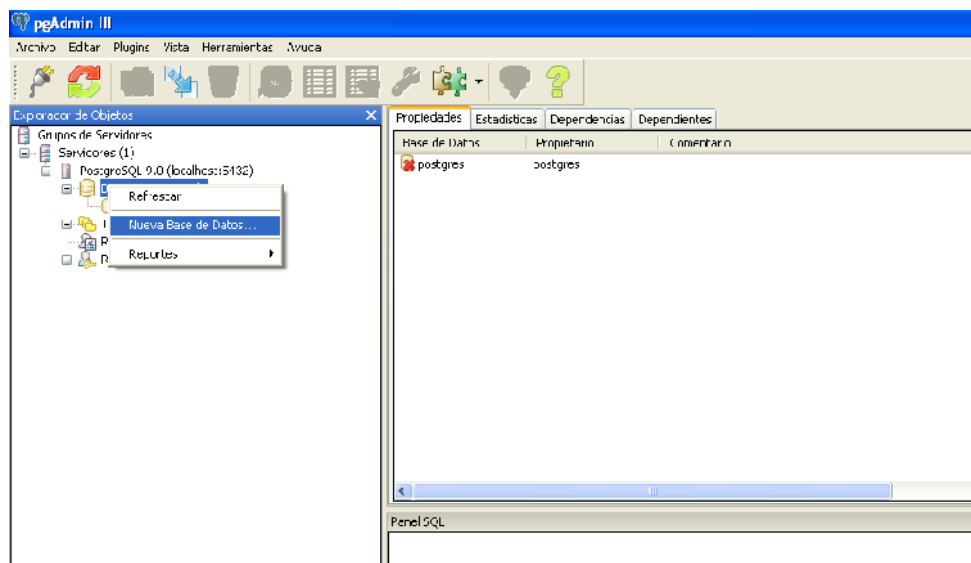 pgAdmin III
Archivo Editar Plugins Vista Herramientas Ayuda
Explorador de Objetos
Grupos de Servidores
Servidores (1)
PostgreSQL 9.0 (localhost:5432)
Refrescar
Nueva Base de Datos...
Reportes
Propiedades Estadísticas Dependencias Dependientes
Base de Datos Propietario Comentario
postgres postgres
Panel SQL